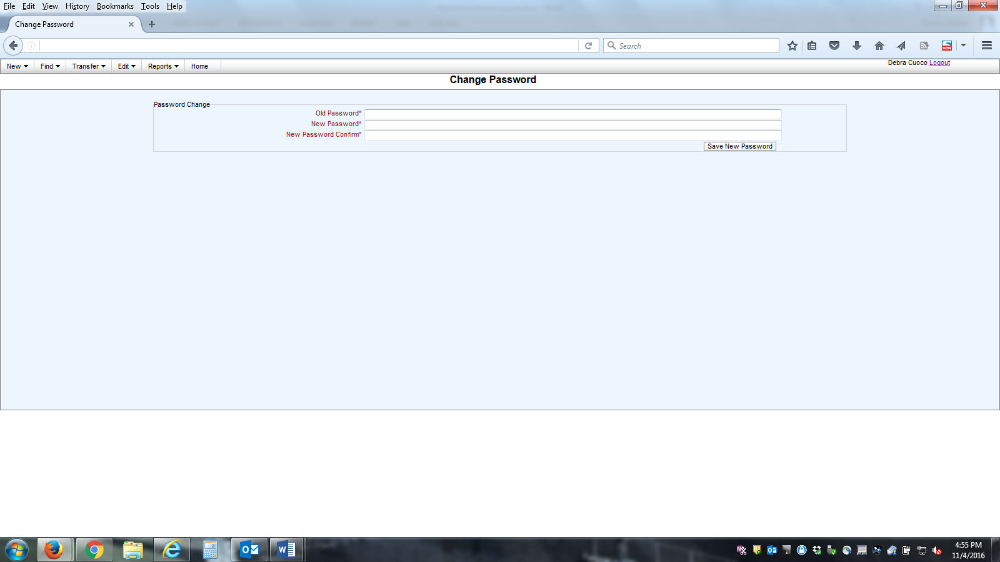 File Edit View History Bookmarks Tools Help
Change Password
Search
new
New Find Transfer Edit Reports Home
Debra Cuoco Logout
Change Password
Password Change
Old Password*
New Password*
New Password Confirm*
Save New Password
4:55 PM
11/4/2016